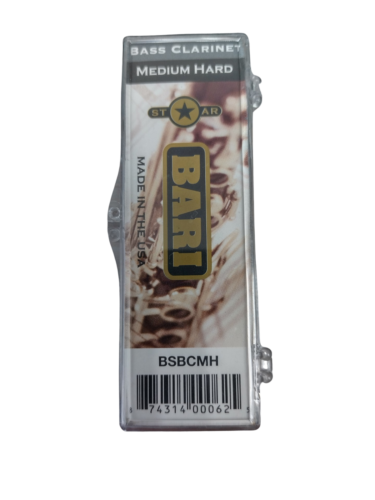 BASS CLARINET
MEDIUM HARD
ST★AR
BARI
MADE IN THE USA
BSBCMH
74314 00062